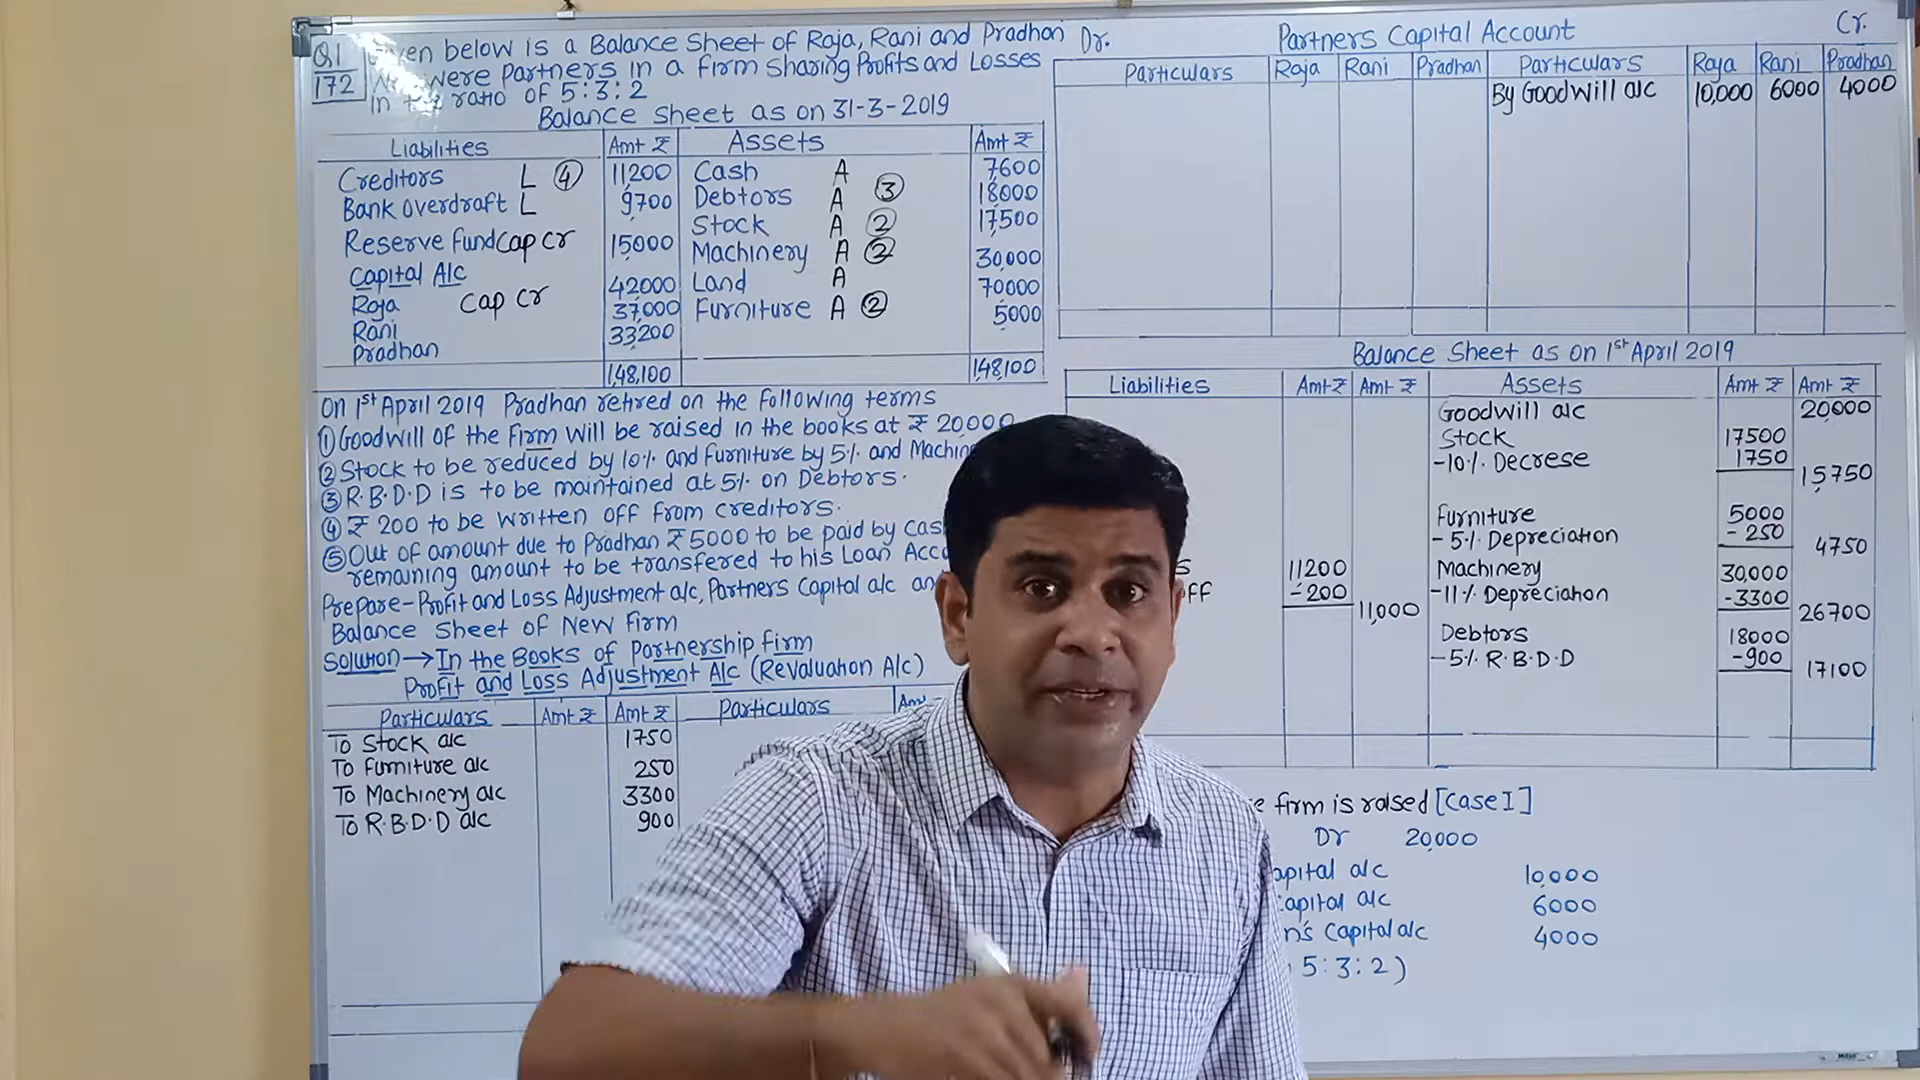 Q1
172
Given below is a Balance Sheet of Raja, Rani and Pradhan
were partners in a firm sharing Profits and Losses
in the ratio of 5:3:2
Balance Sheet as on 31-3-2019
Liabilities Amt ₹ Assets Amt ₹
Creditors L ④ 11,200 Cash A 7600
Bank overdraft L 9,700 Debtors A ③ 18000
Reserve Fund Cap Cr 15000 Stock A ② 17,500
Capital A/c Machinery A ② 30,000
Raja Cap Cr 42000 Land A 70000
Rani 37,000 Furniture A ② 5000
Pradhan 33,200
1,48,100 1,48,100
On 1st April 2019 Pradhan retired on the following terms
① Goodwill of the Firm will be raised in the books at ₹ 20,000
② Stock to be reduced by 10% and Furniture by 5% and
③ R.B.D.D is to be maintained at 5% on Debtors.
④ ₹ 200 to be written off from creditors.
⑤ Out of amount due to Pradhan ₹ 5000 to be paid by
remaining amount to be transfered to his Loan
Prepare - Profit and Loss Adjustment a/c, Partners Capital a/c
Balance Sheet of New Firm
Solution → In the Books of Partnership firm
Profit and Loss Adjustment A/c (Revaluation A/c)
Particulars Amt ₹ Amt ₹ Particulars
To Stock a/c 1750
To Furniture a/c 250
To Machinery a/c 3300
To R.B.D.D a/c 900
Dr. Partners Capital Account Cr.
Particulars Raja Rani Pradhan Particulars Raja Rani Pradhan
By Goodwill a/c 10,000 6000 4000
Balance Sheet as on 1st April 2019
Liabilities Amt ₹ Amt ₹ Assets Amt ₹ Amt ₹
Goodwill a/c 20,000
Stock 17500
-10% Decrese 1750
15,750
Furniture 5000
-5% Depreciation -250
4750
11200 Machinery 30,000
-200 -11% Depreciation -3300
11,000 26700
Debtors 18000
-5% R.B.D.D -900
17100
firm is raised [Case I]
Dr 20,000
a/c 10,000
a/c 6000
Capital a/c 4000
5:3:2)